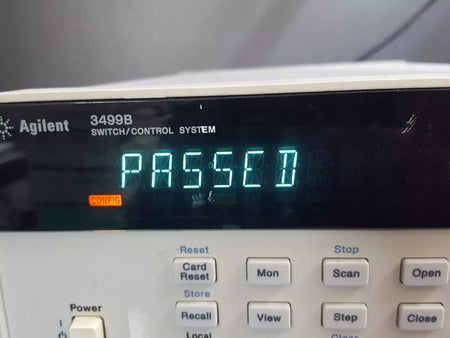 Agilent 3499B
SWITCH/CONTROL SYSTEM
PASSED
CONFIG
Reset Stop
Card Reset Mon Scan Open
Store
Power Recall View Step Close
Local Clear